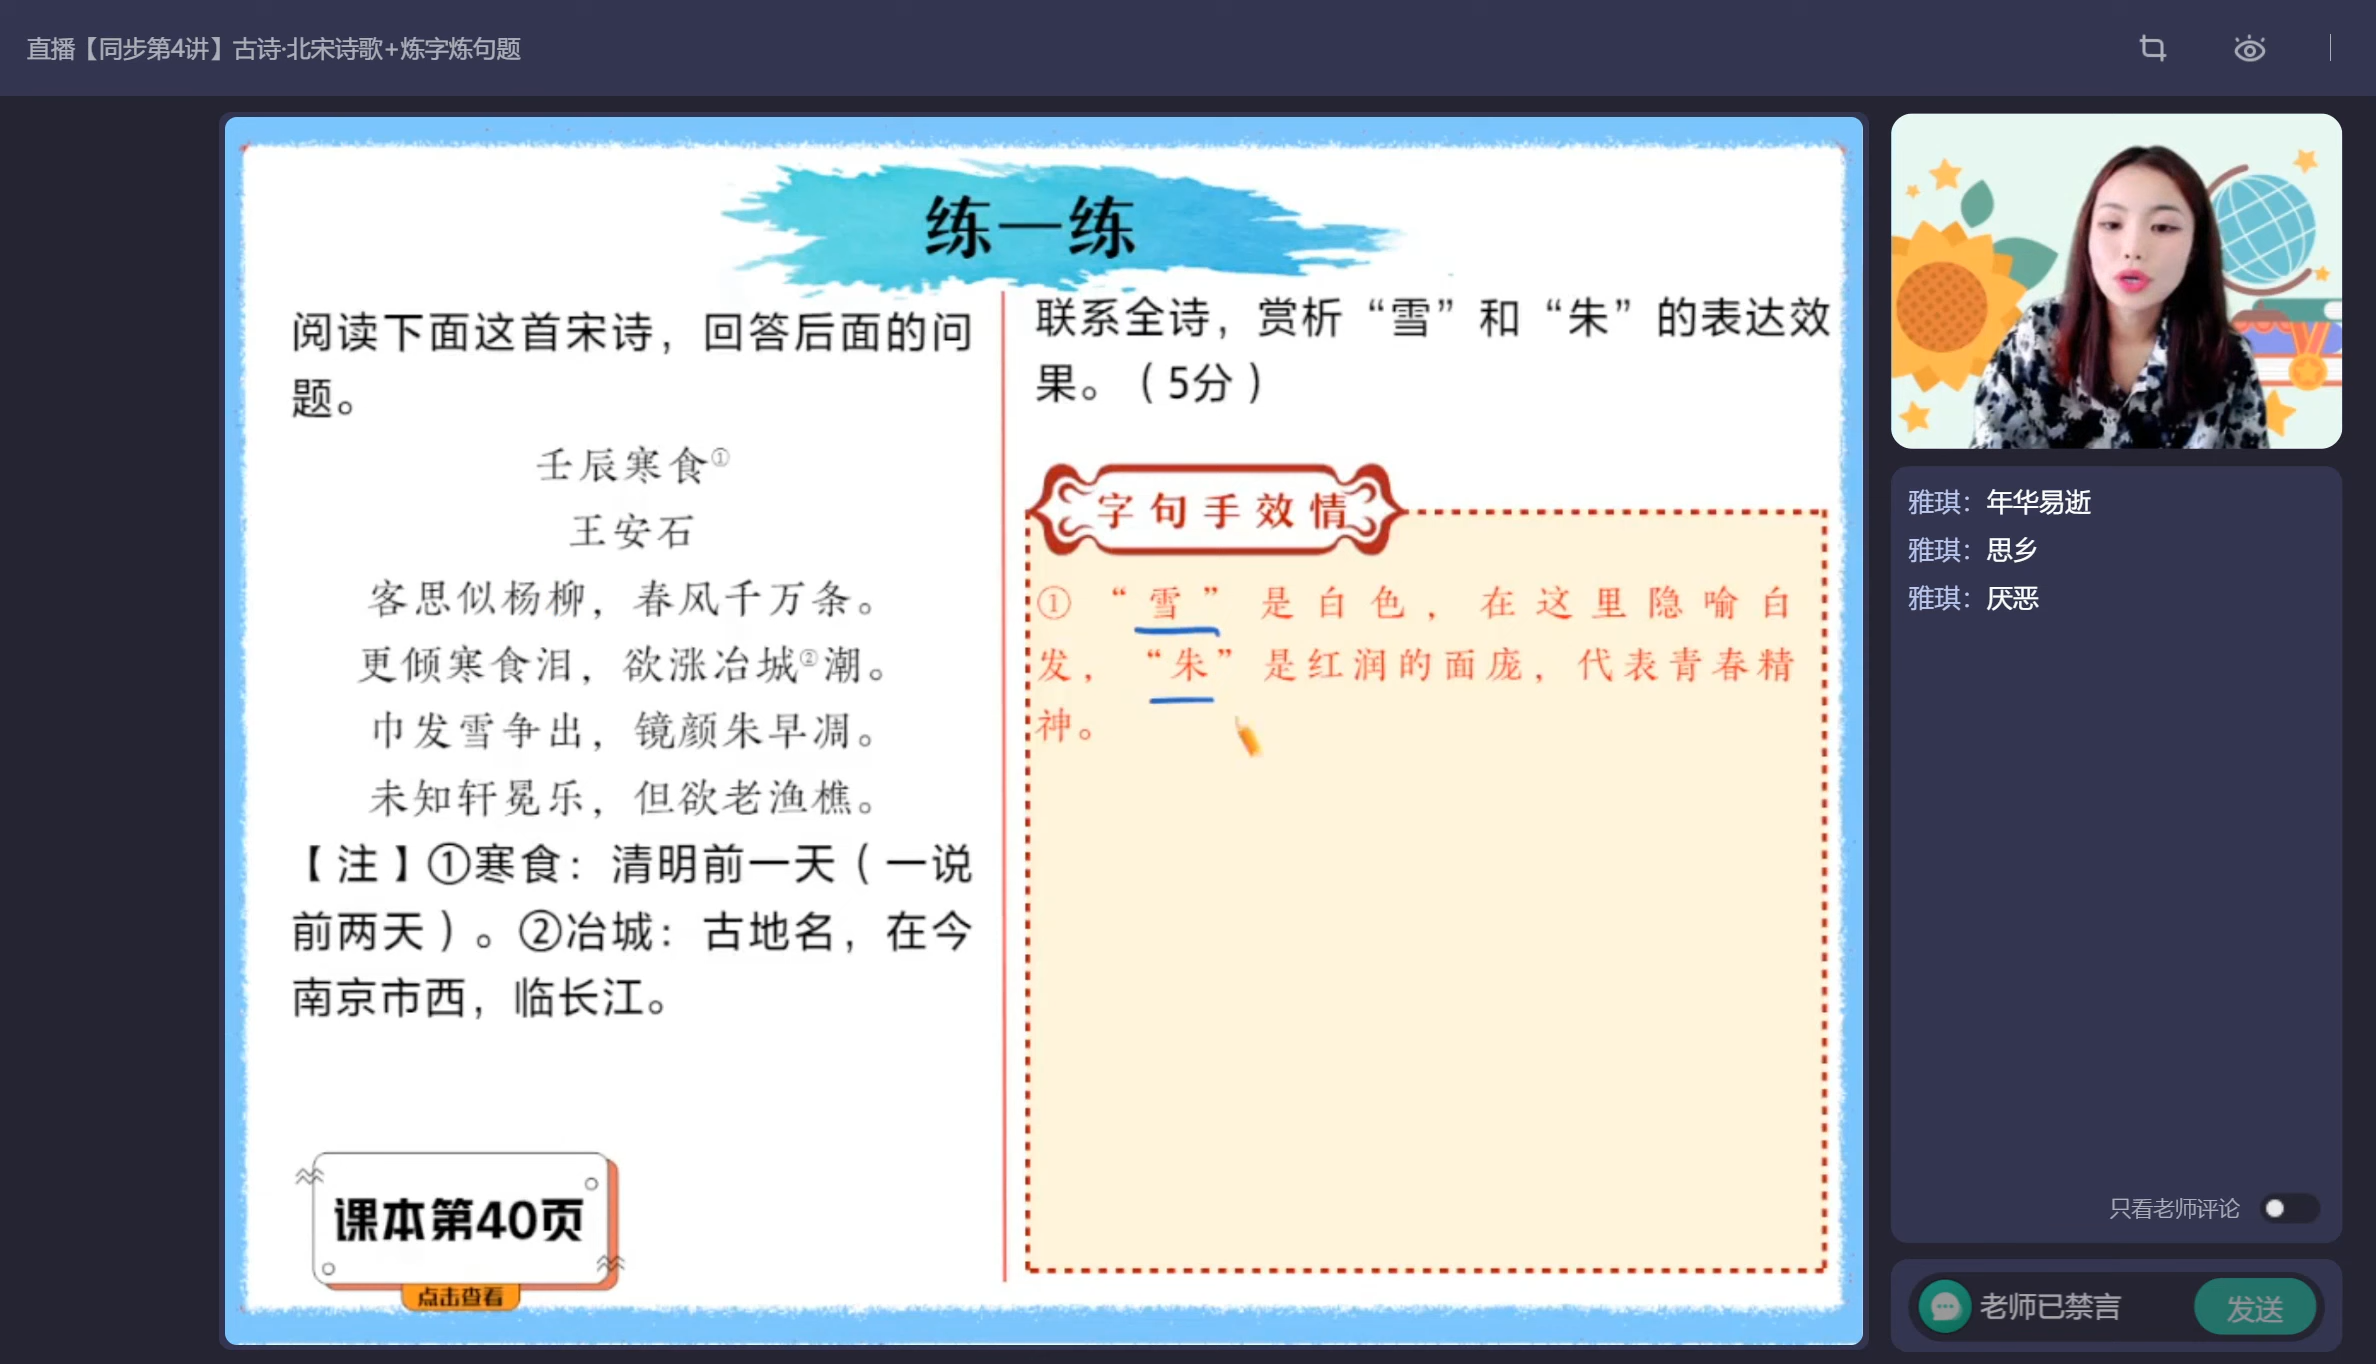 直播【同步第4讲】古诗·北宋诗歌+炼字炼句题
练一练
阅读下面这首宋诗，回答后面的问
题。
壬辰寒食①
王安石
客思似杨柳，春风千万条。
更倾寒食泪，欲涨冶城②潮。
巾发雪争出，镜颜朱早凋。
未知轩冕乐，但欲老渔樵。
【注】①寒食：清明前一天（一说
前两天）。②冶城：古地名，在今
南京市西，临长江。
课本第40页
点击查看
联系全诗，赏析“雪”和“朱”的表达效
果。（5分）
字句手效情
①“雪”是白色，在这里隐喻白
发，“朱”是红润的面庞，代表青春精
神。
雅琪：年华易逝
雅琪：思乡
雅琪：厌恶
只看老师评论
老师已禁言
发送